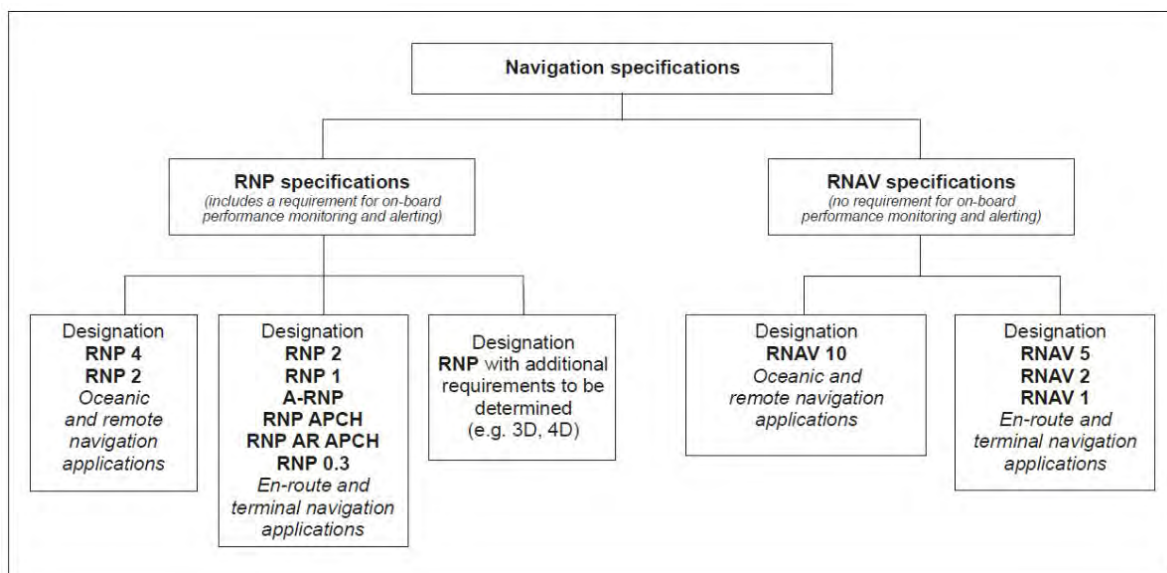 Navigation specifications
RNP specifications
(includes a requirement for on-board
performance monitoring and alerting)
RNAV specifications
(no requirement for on-board
performance monitoring and alerting)
Designation
RNP 4
RNP 2
Oceanic
and remote
navigation
applications
Designation
RNP 2
RNP 1
A-RNP
RNP APCH
RNP AR APCH
RNP 0.3
En-route and
terminal navigation
applications
Designation
RNP with additional
requirements to be
determined
(e.g. 3D, 4D)
Designation
RNAV 10
Oceanic and
remote navigation
applications
Designation
RNAV 5
RNAV 2
RNAV 1
En-route and
terminal navigation
applications